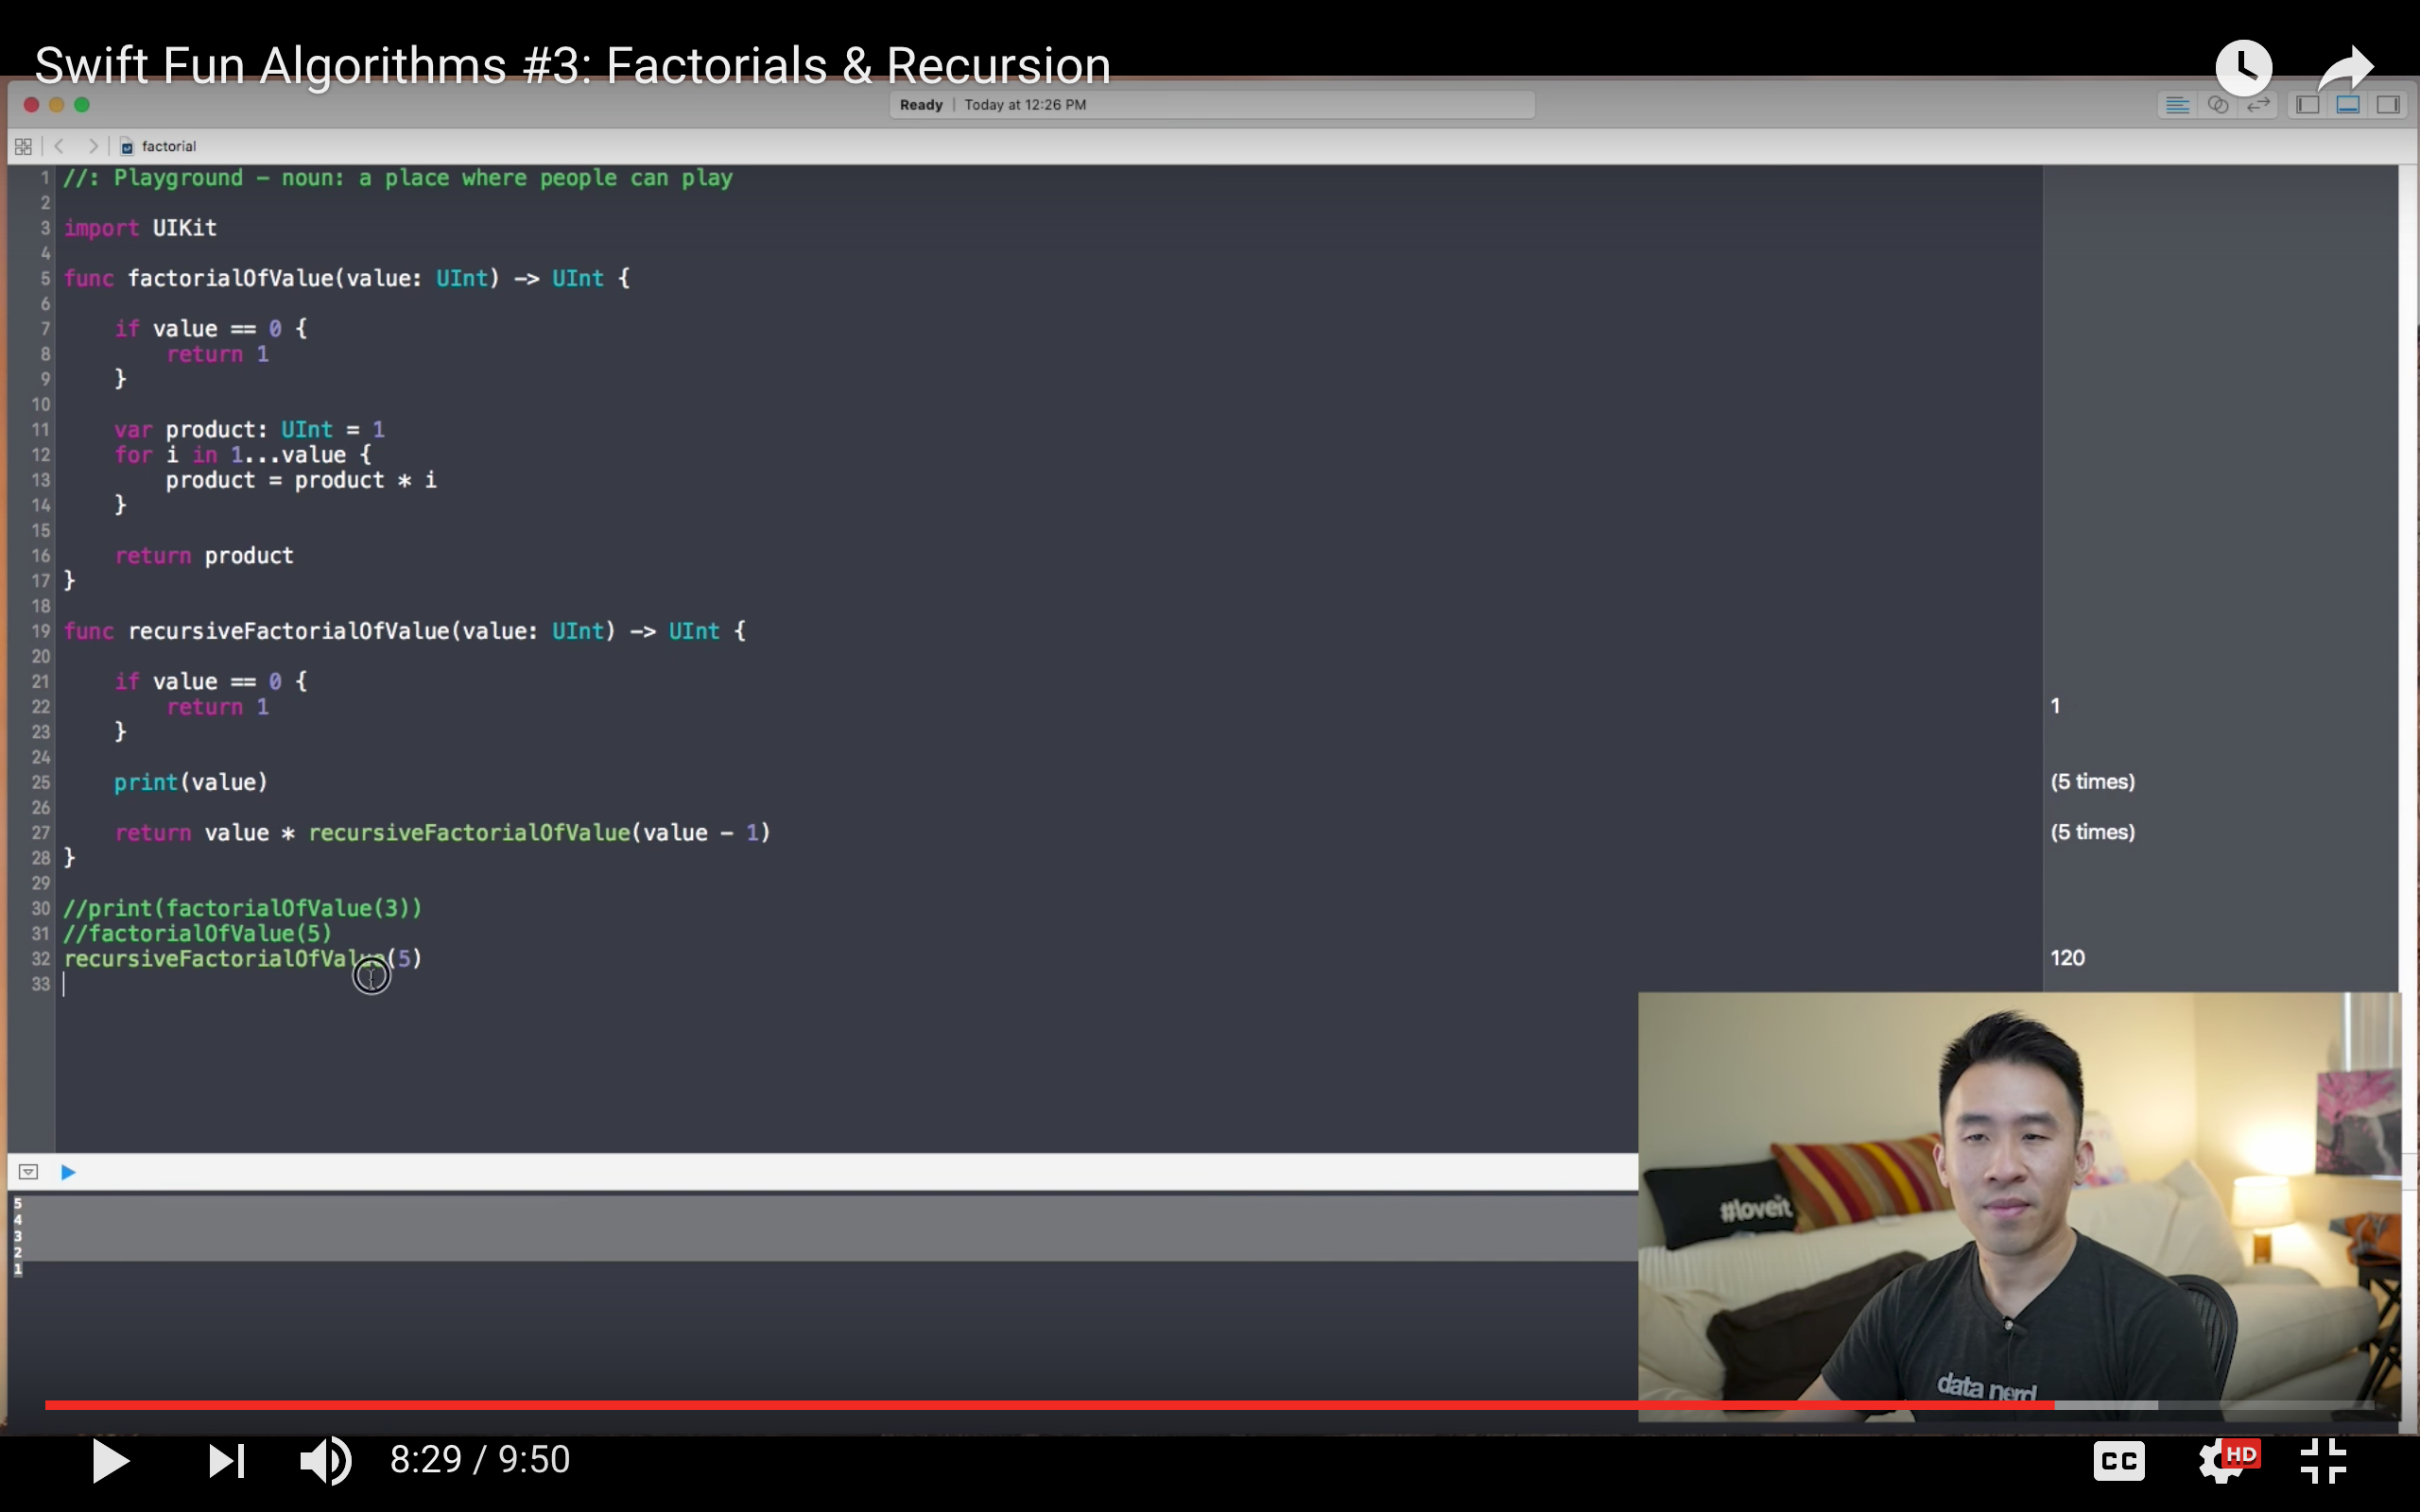 Swift Fun Algorithms #3: Factorials & Recursion
Ready | Today at 12:26 PM
factorial
1 //: Playground – noun: a place where people can play
2
3 import UIKit
4
5 func factorialOfValue(value: UInt) -> UInt {
6
7 if value == 0 {
8 return 1
9 }
10
11 var product: UInt = 1
12 for i in 1...value {
13 product = product * i
14 }
15
16 return product
17 }
18
19 func recursiveFactorialOfValue(value: UInt) -> UInt {
20
21 if value == 0 {
22 return 1 1
23 }
24
25 print(value) (5 times)
26
27 return value * recursiveFactorialOfValue(value – 1) (5 times)
28 }
29
30 //print(factorialOfValue(3))
31 //factorialOfValue(5)
32 recursiveFactorialOfValue(5) 120
33
5
4
3
2
1
#loveit
data nerd
8:29 / 9:50
CC
HD